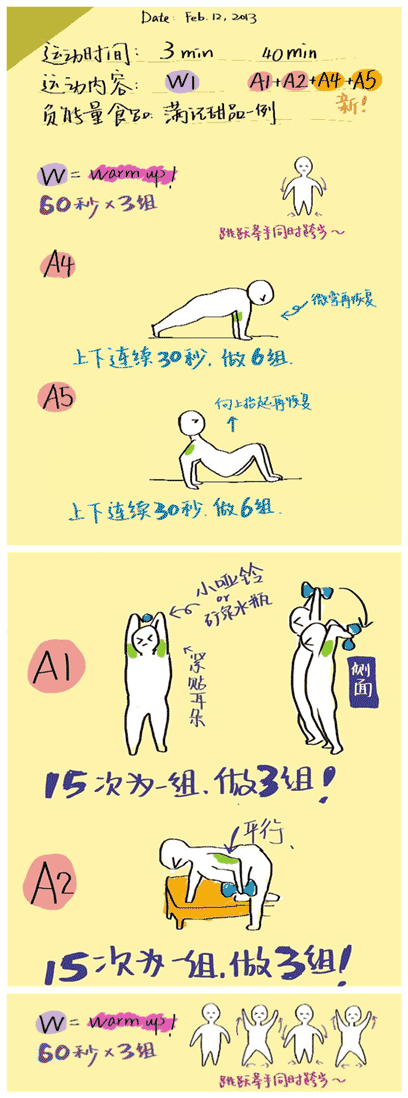 Date: Feb. 12, 2013
运动时间: 3 min 40 min
运动内容: W1 A1+A2+A4+A5
新!
负能量食品: 满记甜品一例
W = warm up!
60秒×3组
跳跃举手同时跨步~
A4
微弯再恢复
上下连续30秒.做6组.
A5
向上抬起再恢复
上下连续30秒.做6组.
小哑铃
or
矿泉水瓶
A1
紧贴耳朵
侧面
15次为一组.做3组!
平行.
A2
15次为一组.做3组!
W = warm up!
60秒×3组
跳跃举手同时跨步~